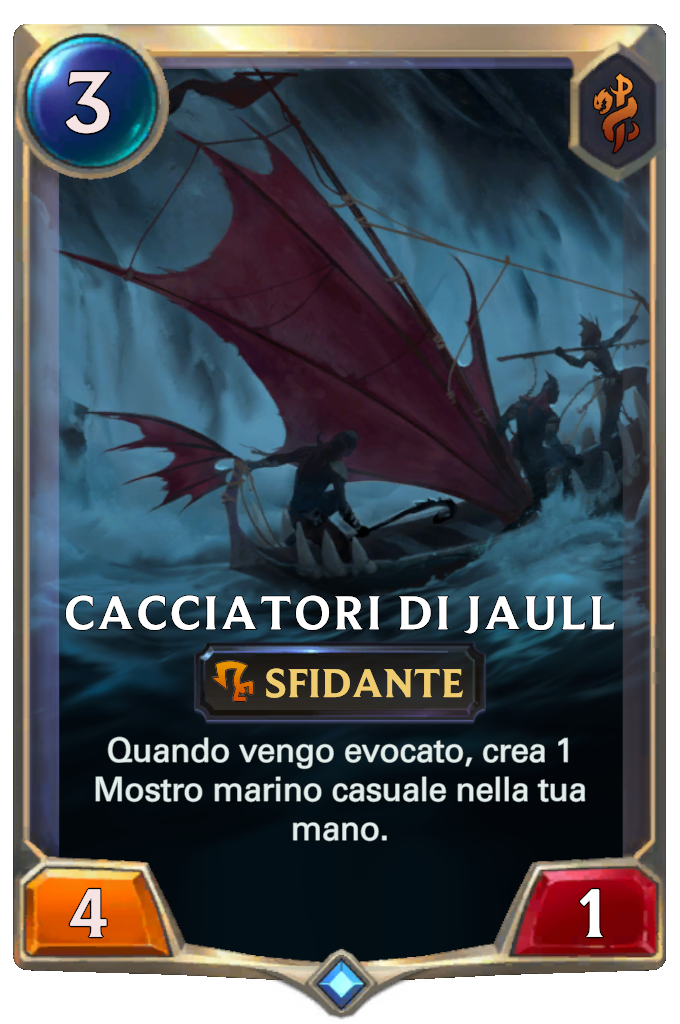 3
CACCIATORI DI JAULL
SFIDANTE
Quando vengo evocato, crea 1
Mostro marino casuale nella tua
mano.
4
1